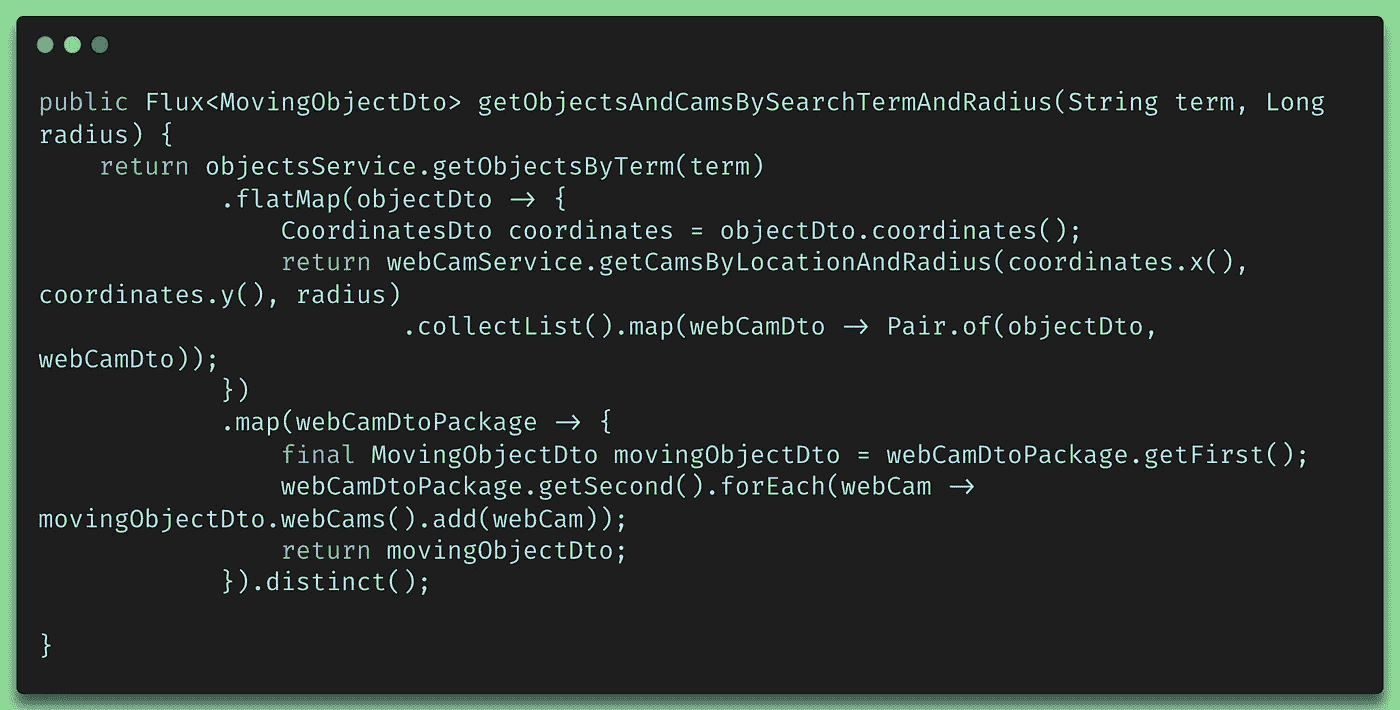 public Flux<MovingObjectDto> getObjectsAndCamsBySearchTermAndRadius(String term, Long
radius) {
    return objectsService.getObjectsByTerm(term)
            .flatMap(objectDto -> {
                CoordinatesDto coordinates = objectDto.coordinates();
                return webCamService.getCamsByLocationAndRadius(coordinates.x(),
coordinates.y(), radius)
                        .collectList().map(webCamDto -> Pair.of(objectDto,
webCamDto));
            })
            .map(webCamDtoPackage -> {
                final MovingObjectDto movingObjectDto = webCamDtoPackage.getFirst();
                webCamDtoPackage.getSecond().forEach(webCam ->
movingObjectDto.webCams().add(webCam));
                return movingObjectDto;
            }).distinct();
}